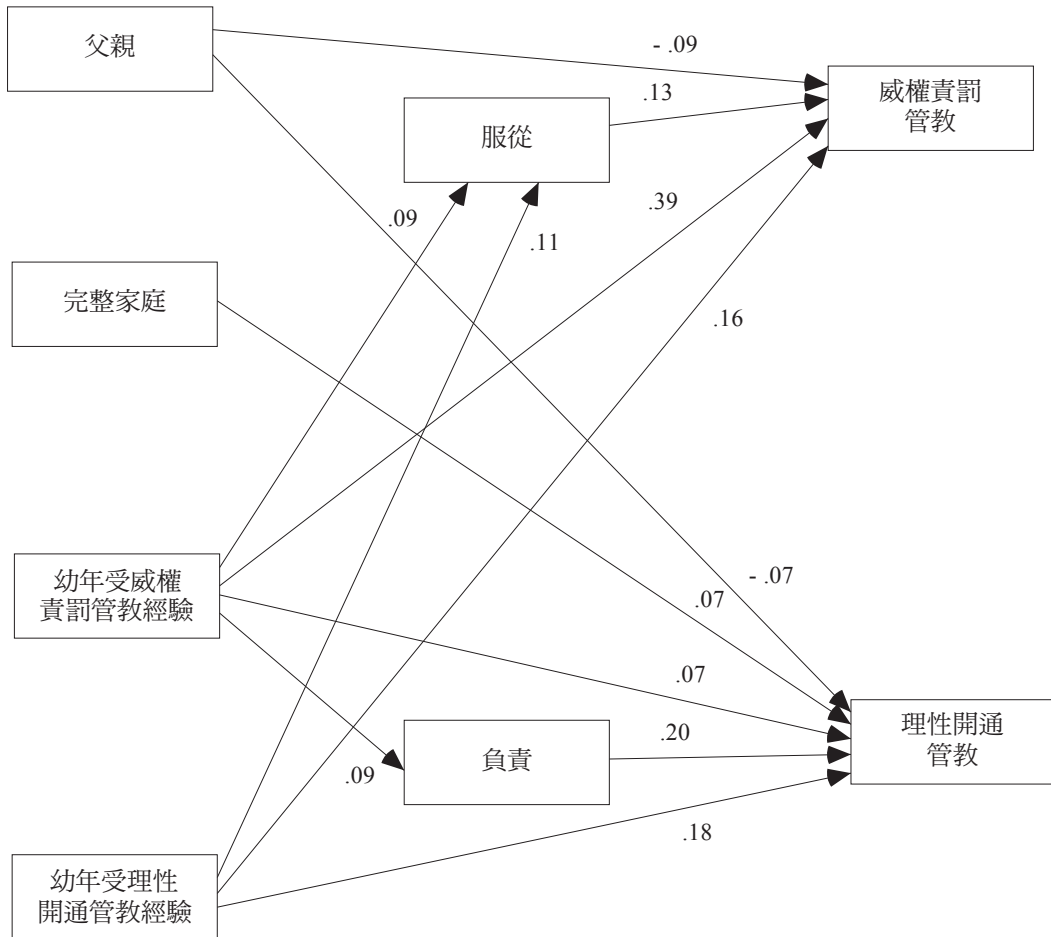 父親
- .09
威權責罰
管教
.13
服從
.39
.09
.11
完整家庭
.16
幼年受威權
責罰管教經驗
- .07
.07
.07
理性開通
管教
.20
負責
.09
.18
幼年受理性
開通管教經驗